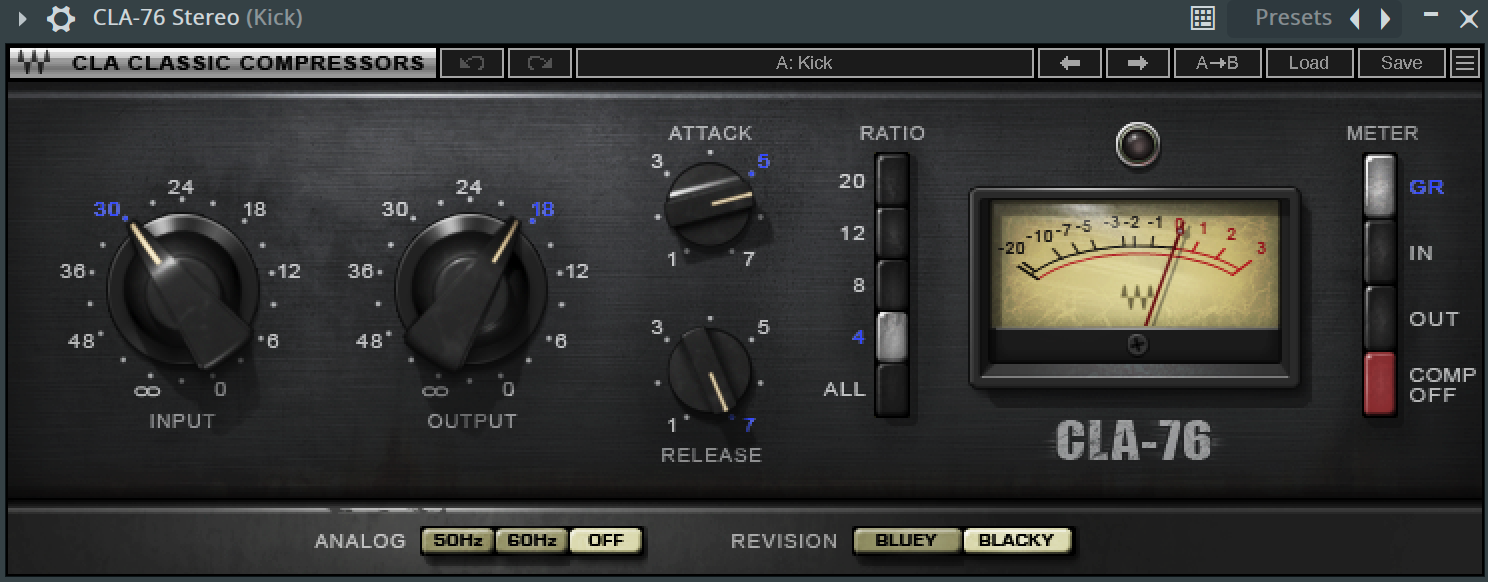 CLA-76 Stereo (Kick) Presets
CLA CLASSIC COMPRESSORS A: Kick A→B Load Save
ATTACK RATIO METER
3 5
24 24
30 18 30 18
20 GR
12 -20 -10 -7 -5 -3 -2 -1 0 1 2 3 IN
1 7
36 12 36 12
8
3 5 OUT
48 6 48 6 4
∞ 0 ∞ 0 ALL COMP
OFF
INPUT OUTPUT 1 7
RELEASE CLA-76
ANALOG 50Hz 60Hz OFF REVISION BLUEY BLACKY